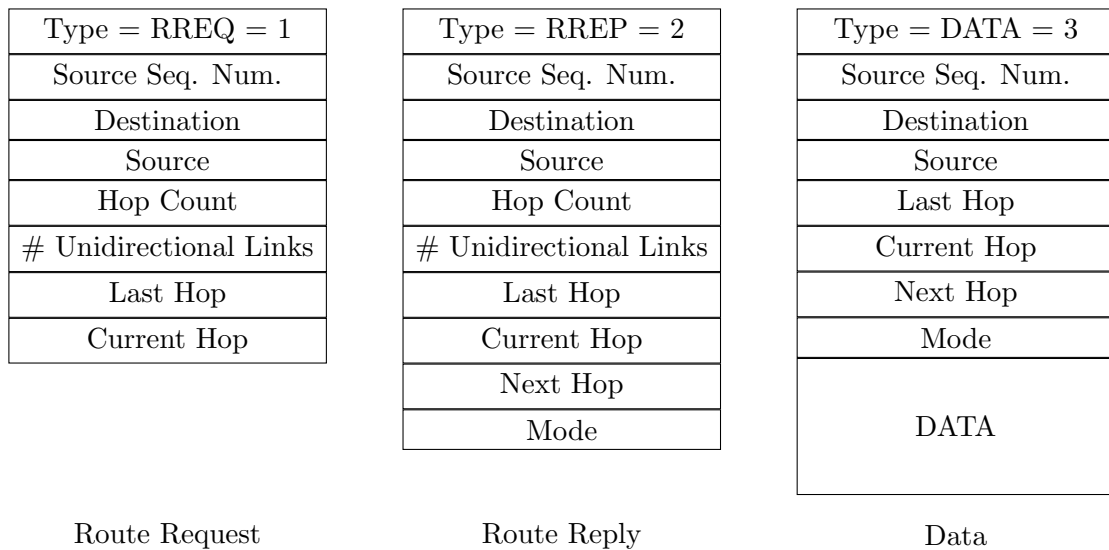 Type = RREQ = 1
Source Seq. Num.
Destination
Source
Hop Count
# Unidirectional Links
Last Hop
Current Hop
Route Request
Type = RREP = 2
Source Seq. Num.
Destination
Source
Hop Count
# Unidirectional Links
Last Hop
Current Hop
Next Hop
Mode
Route Reply
Type = DATA = 3
Source Seq. Num.
Destination
Source
Last Hop
Current Hop
Next Hop
Mode
DATA
Data